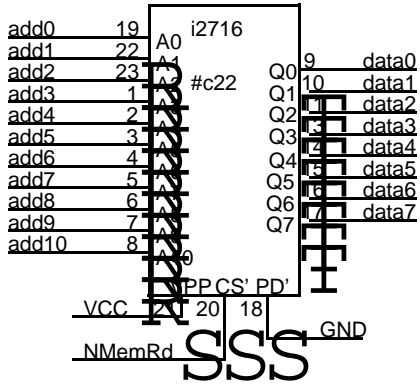 i2716
#c22
add0 19 A0
add1 22 A1
add2 23
add3 1
add4 2
add5 3
add6 4
add7 5
add8 6
add9 7
add10 8
Q0 9 data0
Q1 10 data1
Q2 data2
Q3 data3
Q4 data4
Q5 data5
Q6 data6
Q7 data7
PP CS' PD'
VCC 21 20 18 GND
NMemRd
SSS